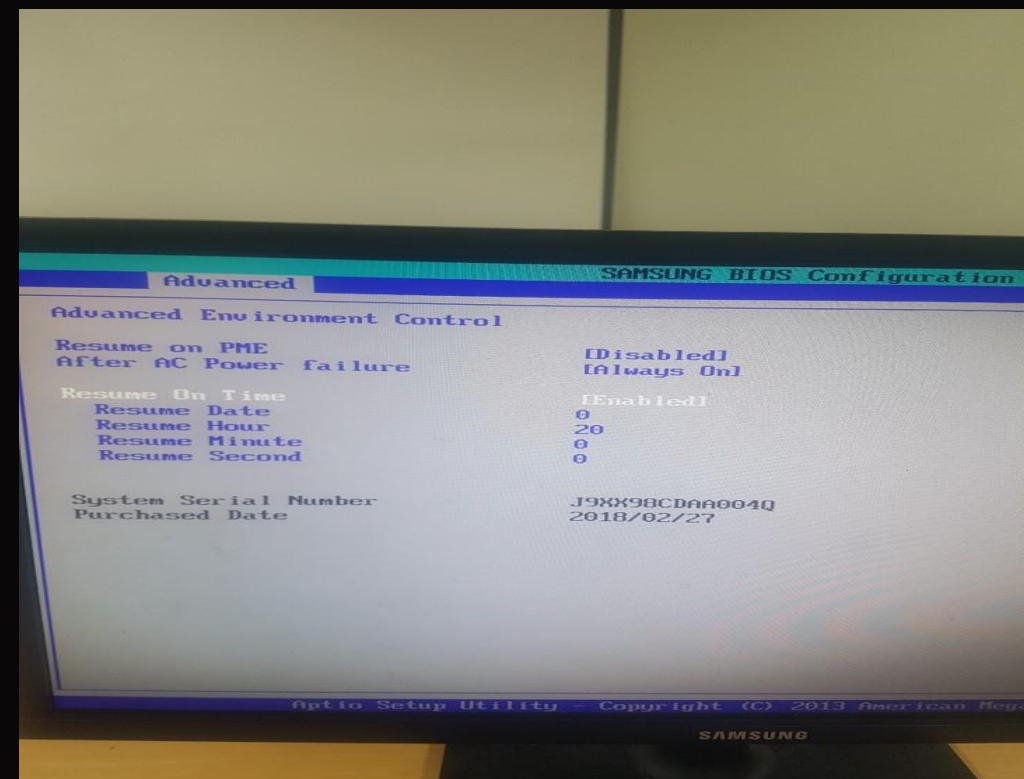 SAMSUNG BIOS Configuration
Advanced
Advanced Environment Control
Resume on PME [Disabled]
After AC Power failure [Always On]
Resume On Time [Enabled]
Resume Date 0
Resume Hour 20
Resume Minute 0
Resume Second 0
System Serial Number J9XX98CDAA004Q
Purchased Date 2018/02/27
Aptio Setup Utility - Copyright (C) 2013 American Mega
SAMSUNG